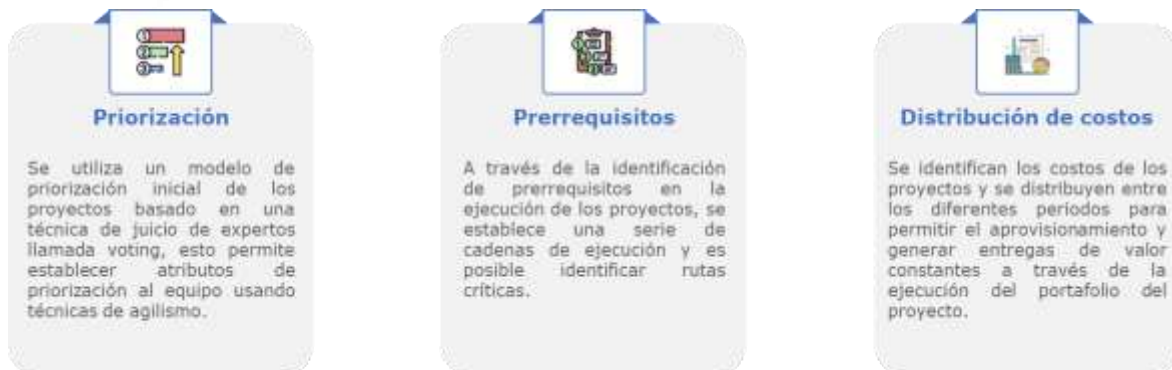 Priorización
Se utiliza un modelo de
priorización inicial de los
proyectos basado en una
técnica de juicio de expertos
llamada voting, esto permite
establecer atributos de
priorización al equipo usando
técnicas de agilismo.
Prerrequisitos
A través de la identificación
de prerrequisitos en la
ejecución de los proyectos, se
establece una serie de
cadenas de ejecución y es
posible identificar rutas
críticas.
Distribución de costos
Se identifican los costos de los
proyectos y se distribuyen entre
los diferentes periodos para
permitir el aprovisionamiento y
generar entregas de valor
constantes a través de la
ejecución del portafolio del
proyecto.